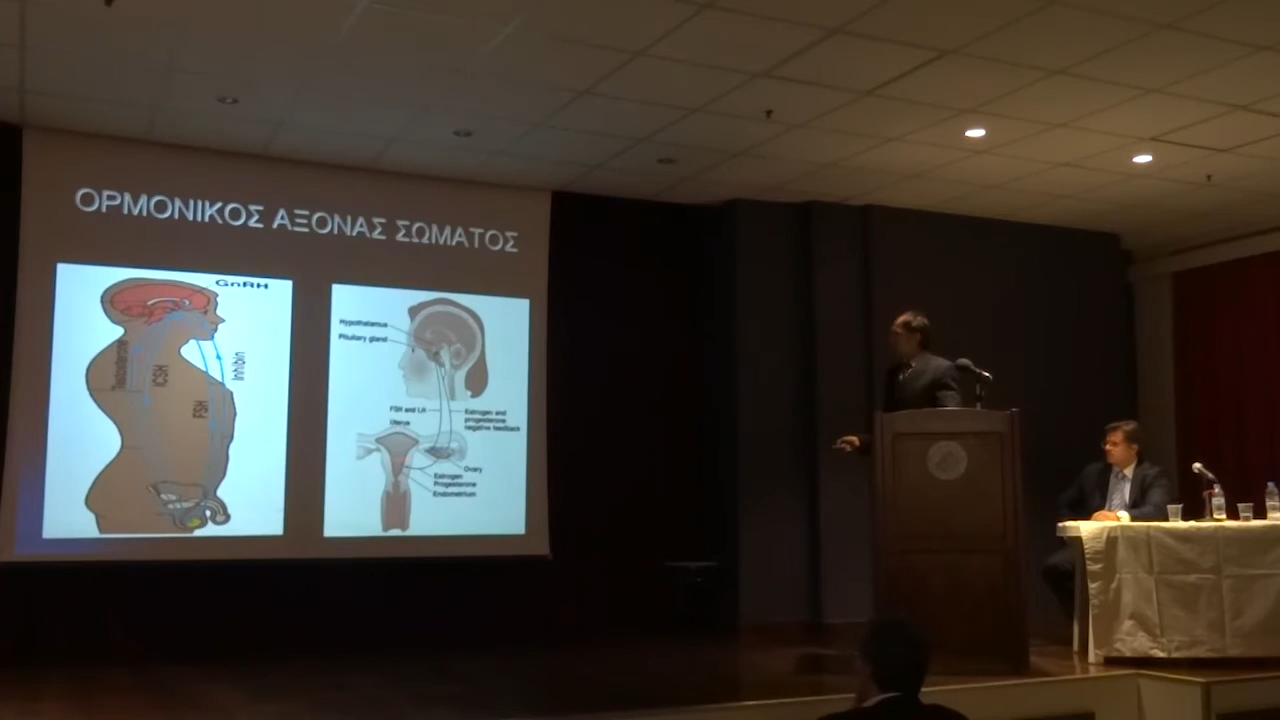 ΟΡΜΟΝΙΚΟΣ ΑΞΟΝΑΣ ΣΩΜΑΤΟΣ
GnRH
Testosterone
ICSH
FSH
Inhibin
Hypothalamus
Pituitary gland
FSH and LH
Estrogen and
progesterone
negative feedback
Uterus
Ovary
Estrogen
Progesterone
Endometrium